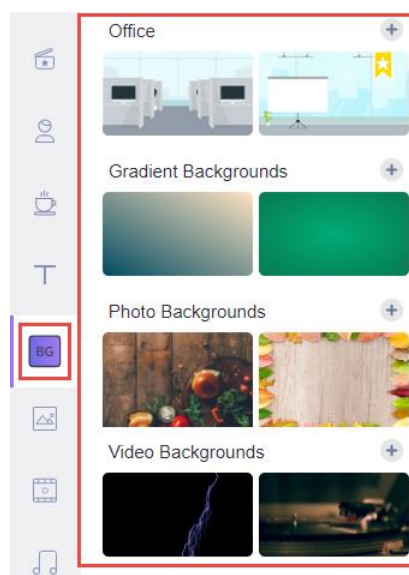 Office
Gradient Backgrounds
T
Photo Backgrounds
BG
Video Backgrounds